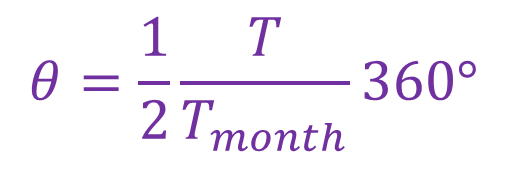 θ = 1/2 T/T_month 360°